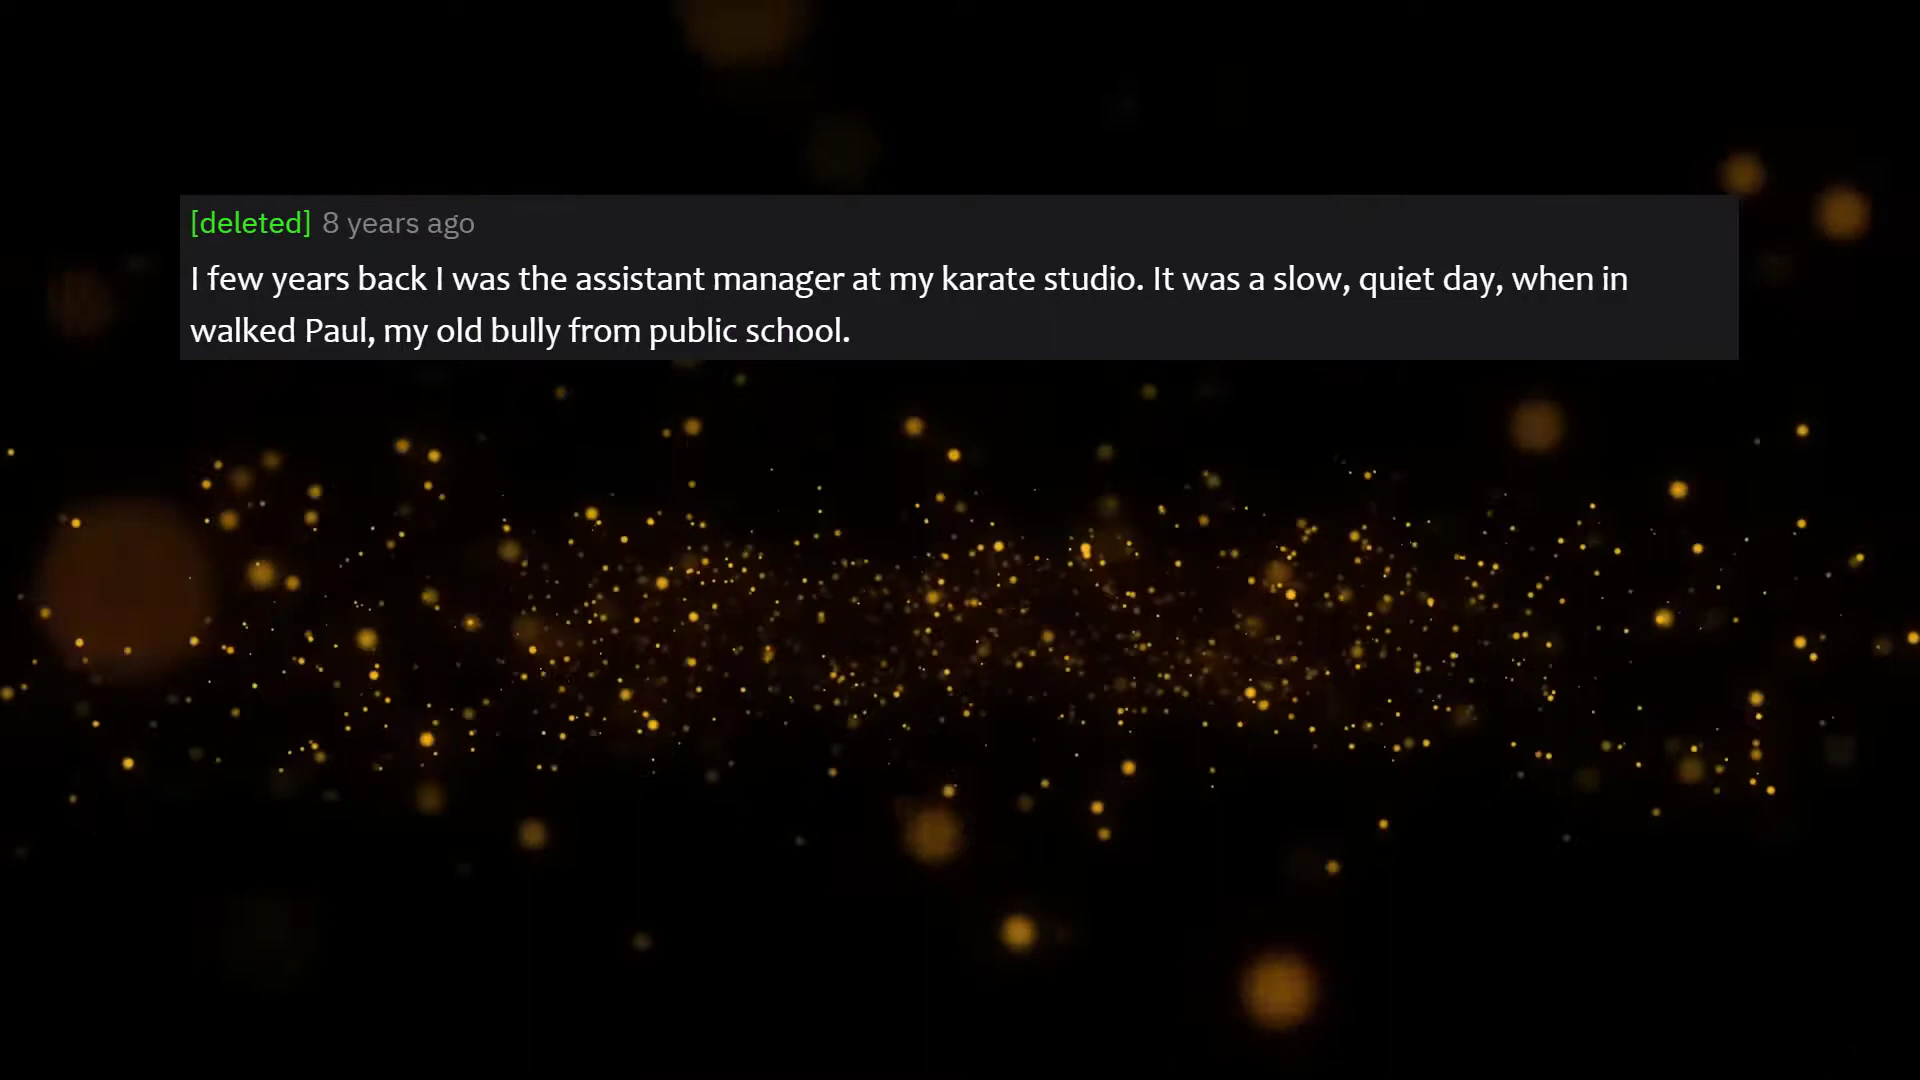 [deleted] 8 years ago
I few years back I was the assistant manager at my karate studio. It was a slow, quiet day, when in
walked Paul, my old bully from public school.